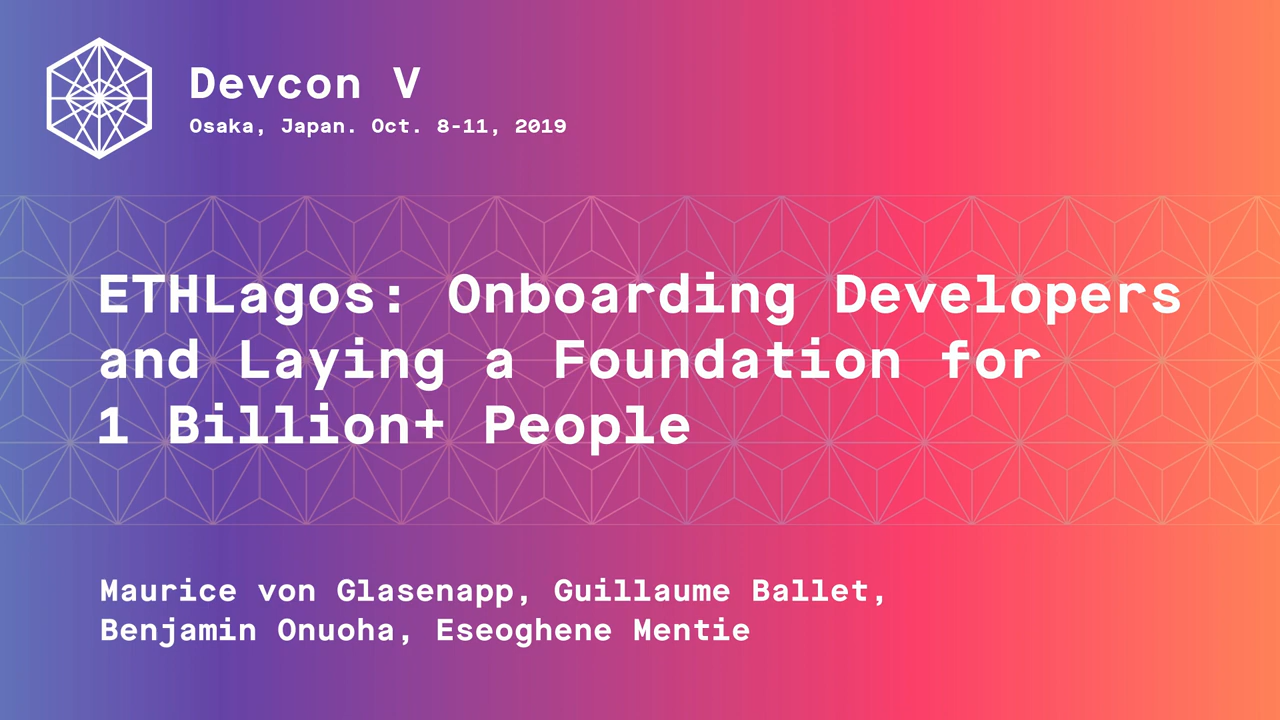 Devcon V
Osaka, Japan. Oct. 8-11, 2019
ETHLagos: Onboarding Developers
and Laying a Foundation for
1 Billion+ People
Maurice von Glasenapp, Guillaume Ballet,
Benjamin Onuoha, Eseoghene Mentie